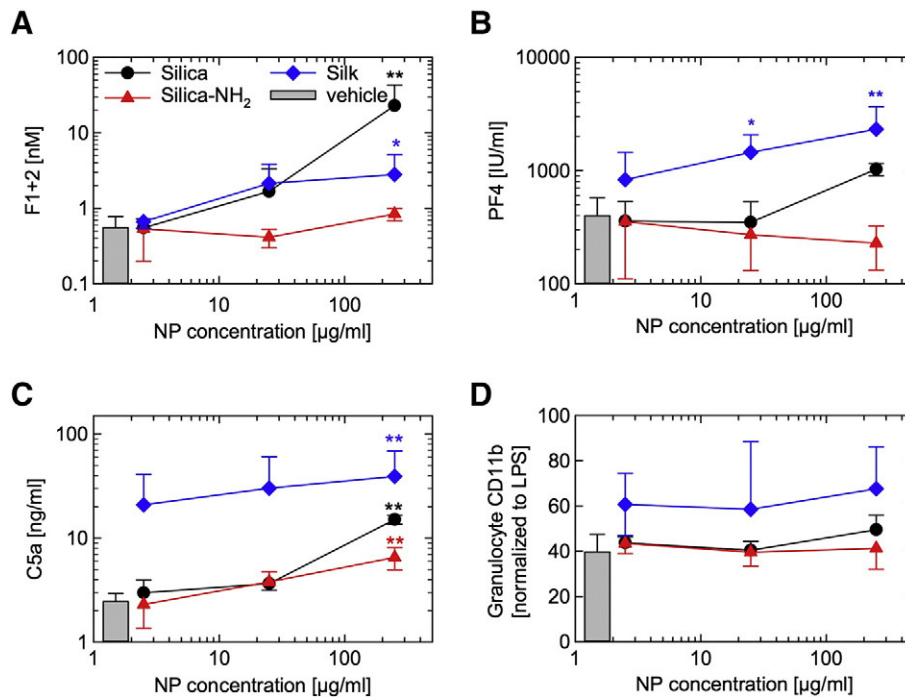 A
F1+2 [nM]
100
10
1
0.1
Silica
Silk
Silica-NH₂
vehicle
**
*
1
10
100
NP concentration [µg/ml]
B
PF4 [IU/ml]
10000
1000
100
*
**
1
10
100
NP concentration [µg/ml]
C
C5a [ng/ml]
100
10
1
**
**
**
1
10
100
NP concentration [µg/ml]
D
Granulocyte CD11b
[normalized to LPS]
100
80
60
40
20
0
1
10
100
NP concentration [µg/ml]